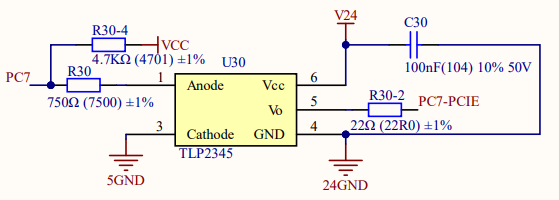 V24
R30-4
VCC
C30
4.7KΩ (4701) ±1%
U30
100nF(104) 10% 50V
PC7
R30
1
Anode
Vcc
6
R30-2
750Ω (7500) ±1%
Vo
5
PC7-PCIE
3
Cathode
GND
4
22Ω (22R0) ±1%
TLP2345
5GND
24GND